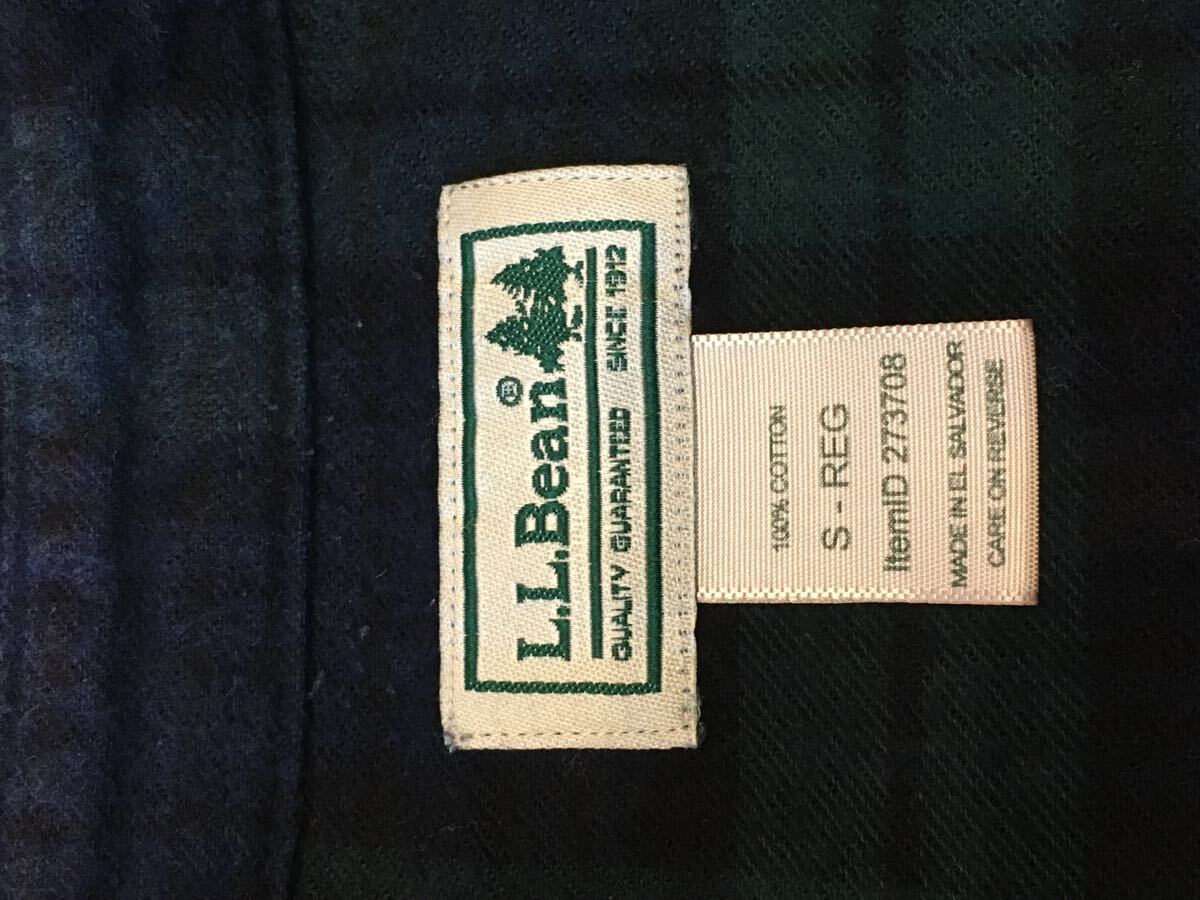 L.L.Bean®
QUALITY GUARANTEED SINCE 1912
100% COTTON
S - REG
ItemID 273708
MADE IN EL SALVADOR
CARE ON REVERSE